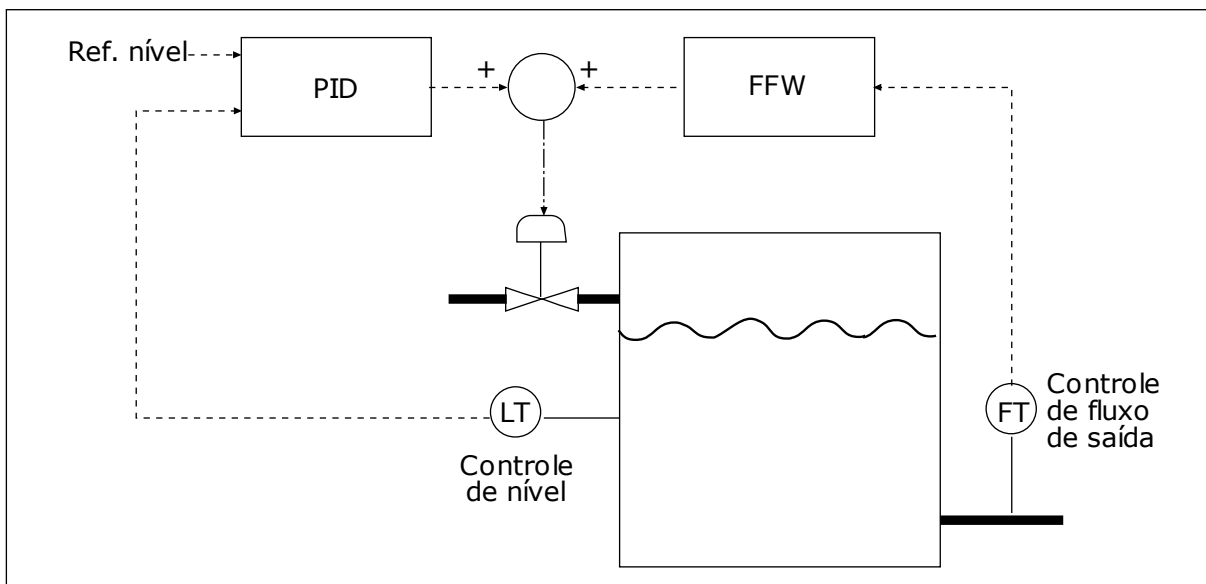 Ref. nível
PID
+
+
FFW
LT
Controle
de nível
FT
Controle
de fluxo
de saída